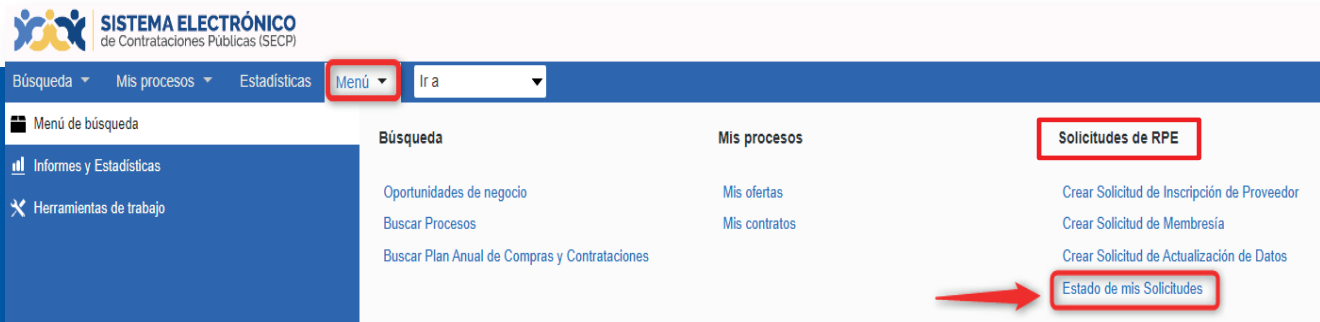 SISTEMA ELECTRÓNICO
de Contrataciones Públicas (SECP)
Búsqueda Mis procesos Estadísticas Menú Ir a
Menú de búsqueda
Informes y Estadísticas
Herramientas de trabajo
Búsqueda
Oportunidades de negocio
Buscar Procesos
Buscar Plan Anual de Compras y Contrataciones
Mis procesos
Mis ofertas
Mis contratos
Solicitudes de RPE
Crear Solicitud de Inscripción de Proveedor
Crear Solicitud de Membresía
Crear Solicitud de Actualización de Datos
Estado de mis Solicitudes